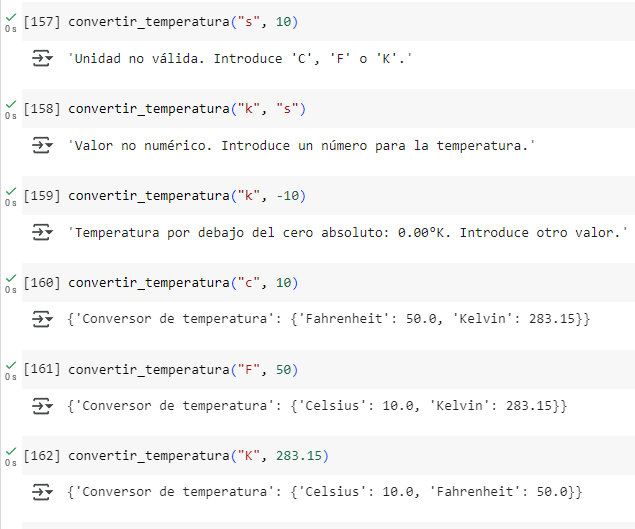 [157] convertir_temperatura("s", 10)
0s
'Unidad no válida. Introduce 'C', 'F' o 'K'.'
[158] convertir_temperatura("k", "s")
0s
'Valor no numérico. Introduce un número para la temperatura.'
[159] convertir_temperatura("k", -10)
0s
'Temperatura por debajo del cero absoluto: 0.00°K. Introduce otro valor.'
[160] convertir_temperatura("c", 10)
0s
{'Conversor de temperatura': {'Fahrenheit': 50.0, 'Kelvin': 283.15}}
[161] convertir_temperatura("F", 50)
0s
{'Conversor de temperatura': {'Celsius': 10.0, 'Kelvin': 283.15}}
[162] convertir_temperatura("K", 283.15)
0s
{'Conversor de temperatura': {'Celsius': 10.0, 'Fahrenheit': 50.0}}